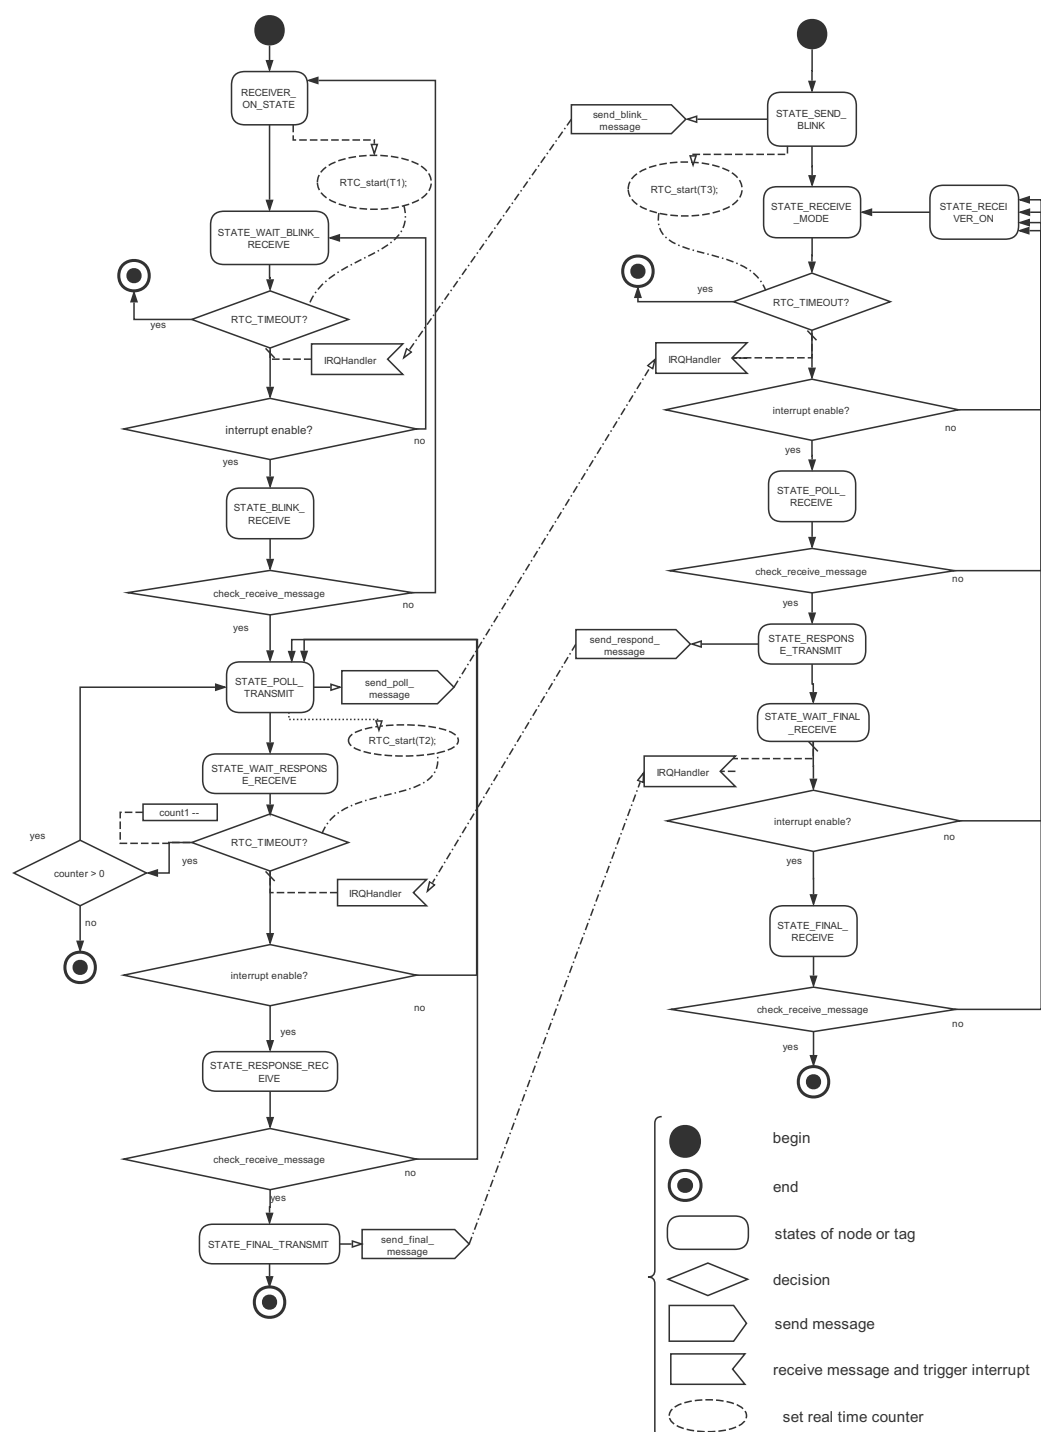 RECEIVER_
ON_STATE
RTC_start(T1);
STATE_WAIT_BLINK_
RECEIVE
RTC_TIMEOUT?
yes
IRQHandler
interrupt enable?
no
yes
STATE_BLINK_
RECEIVE
check_receive_message
no
yes
STATE_POLL_
TRANSMIT
send_poll_
message
RTC_start(T2);
STATE_WAIT_RESPONS
E_RECEIVE
count1 --
RTC_TIMEOUT?
yes
yes
counter > 0
no
IRQHandler
interrupt enable?
no
yes
STATE_RESPONSE_REC
EIVE
check_receive_message
no
yes
STATE_FINAL_TRANSMIT
send_final_
message
send_blink_
message
STATE_SEND_
BLINK
RTC_start(T3);
STATE_RECEIVE
_MODE
STATE_RECEI
VER_ON
yes
RTC_TIMEOUT?
IRQHandler
interrupt enable?
no
yes
STATE_POLL_
RECEIVE
check_receive_message
no
yes
send_respond_
message
STATE_RESPONS
E_TRANSMIT
STATE_WAIT_FINAL
_RECEIVE
IRQHandler
interrupt enable?
no
yes
STATE_FINAL_
RECEIVE
check_receive_message
no
yes
begin
end
states of node or tag
decision
send message
receive message and trigger interrupt
set real time counter